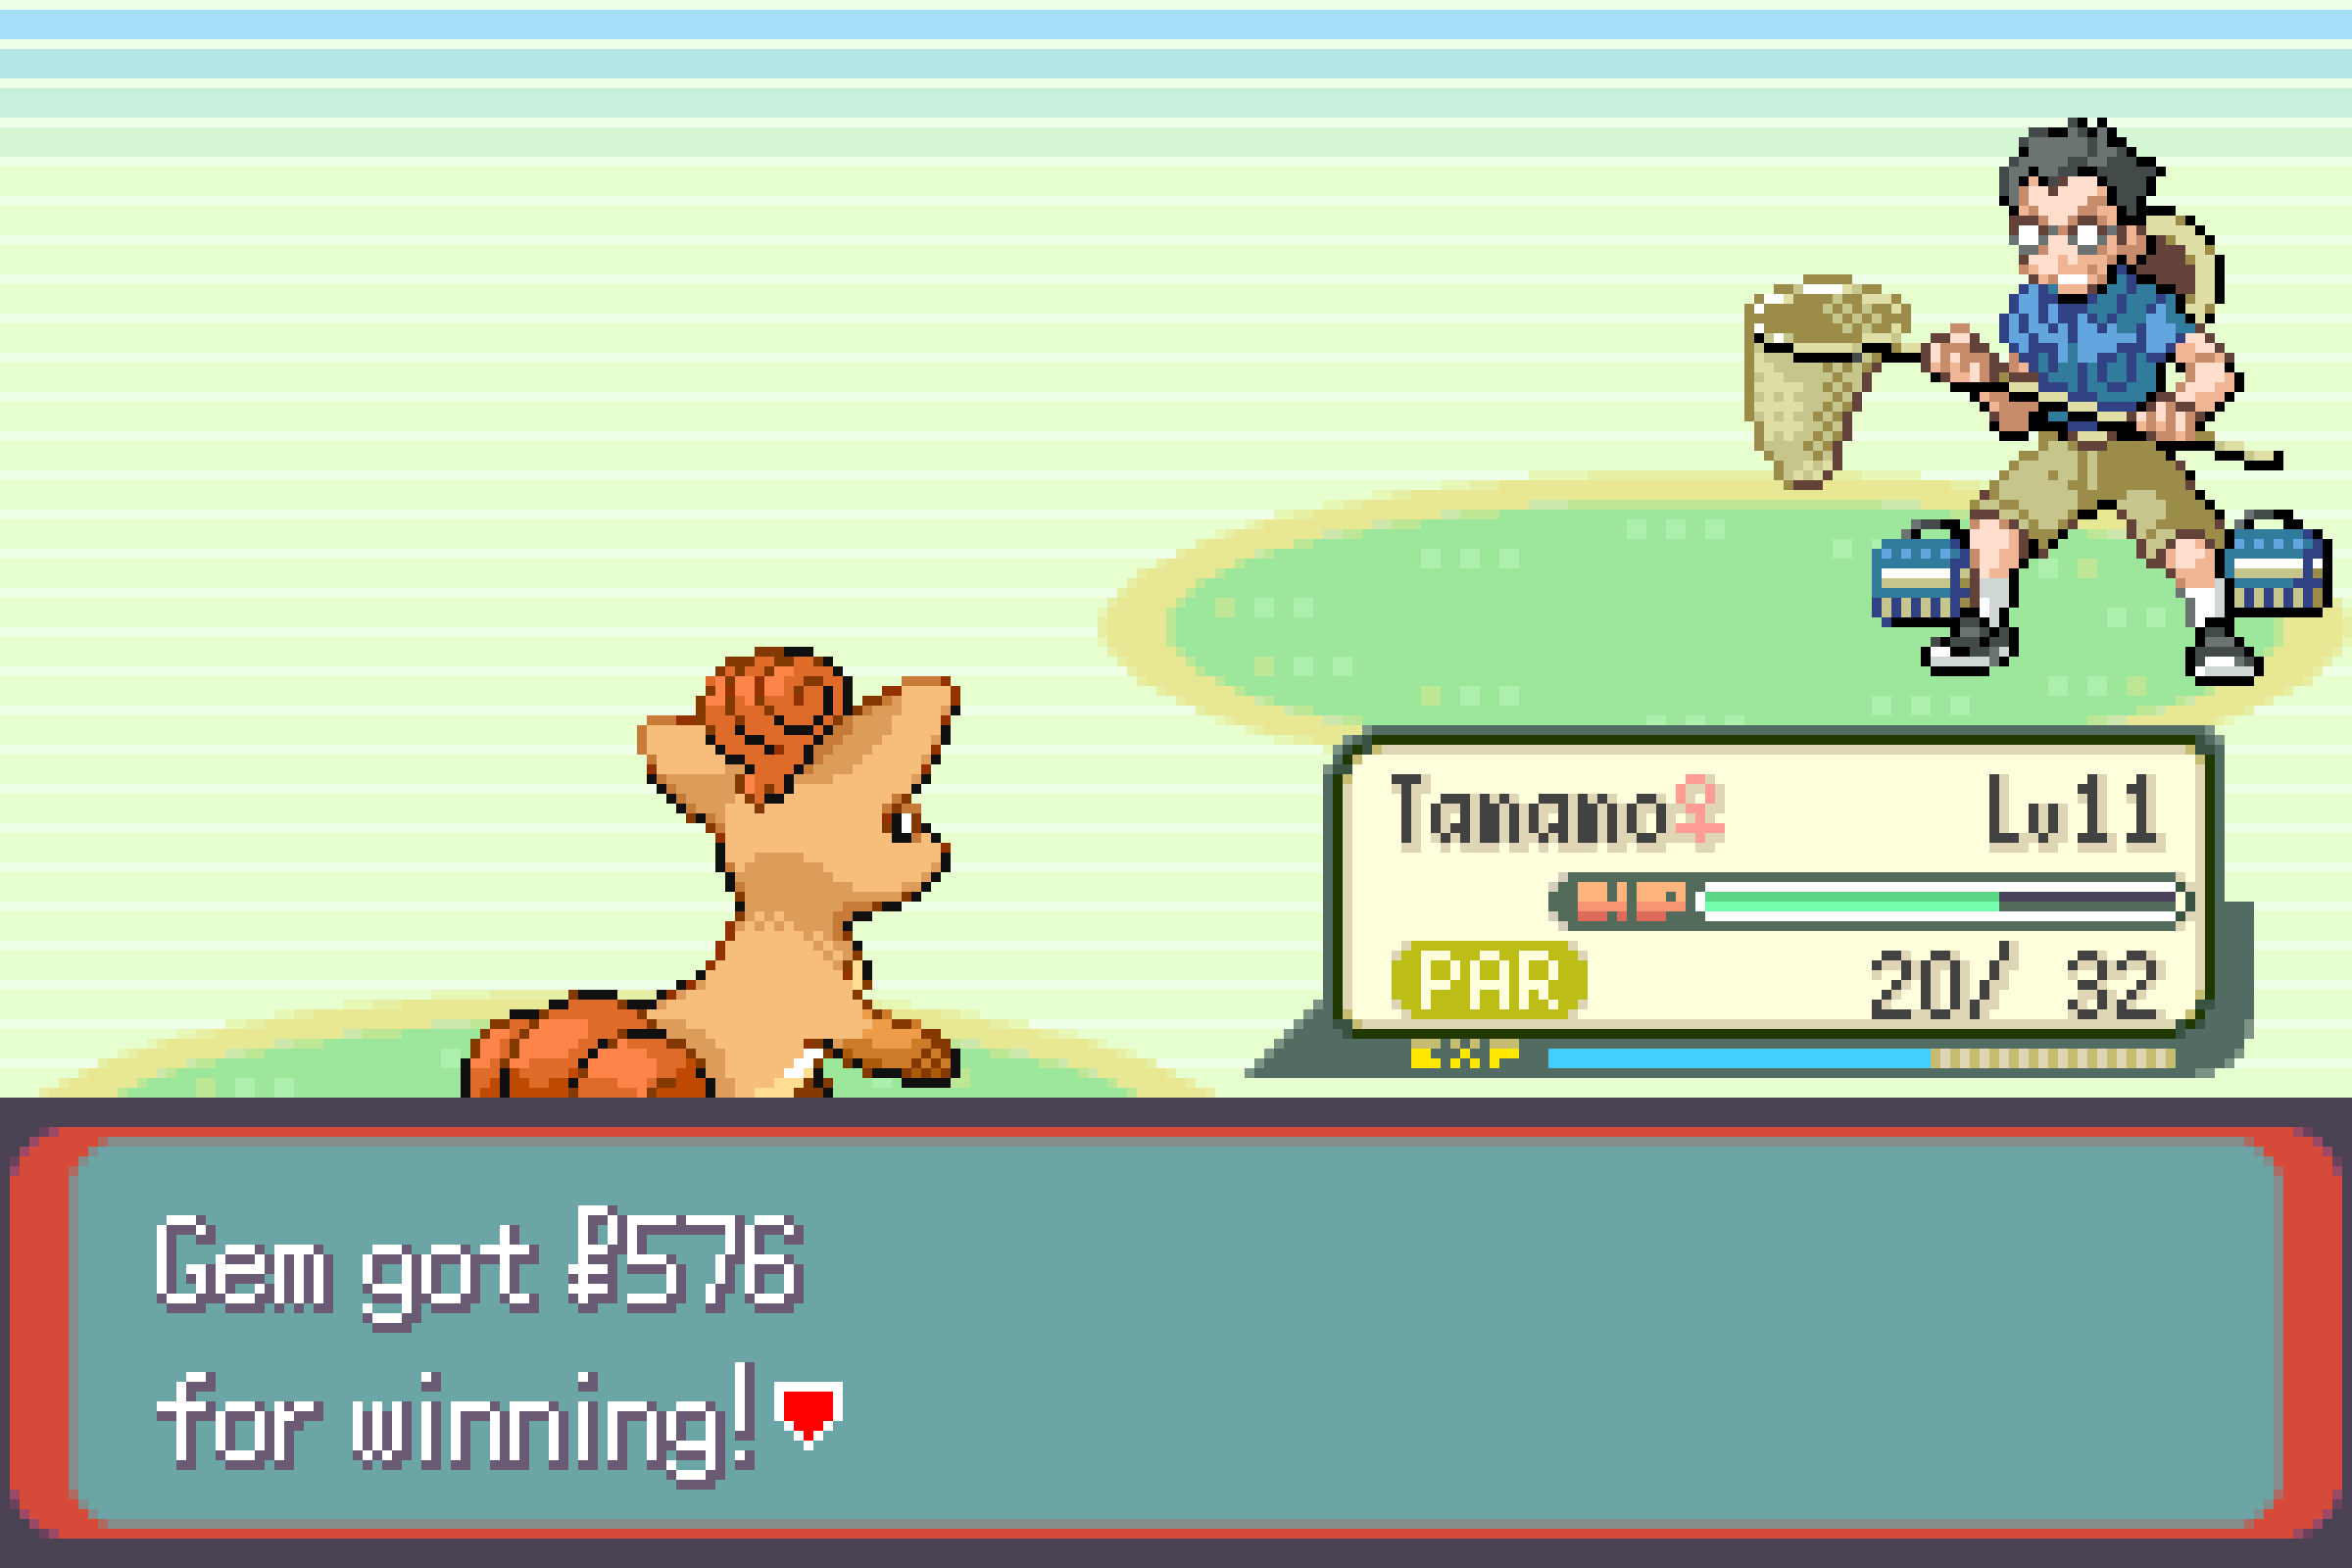 Tanano♀ Lv11
HP
PAR 20/ 32
EXP
Gem got ₽576
for winning!♥